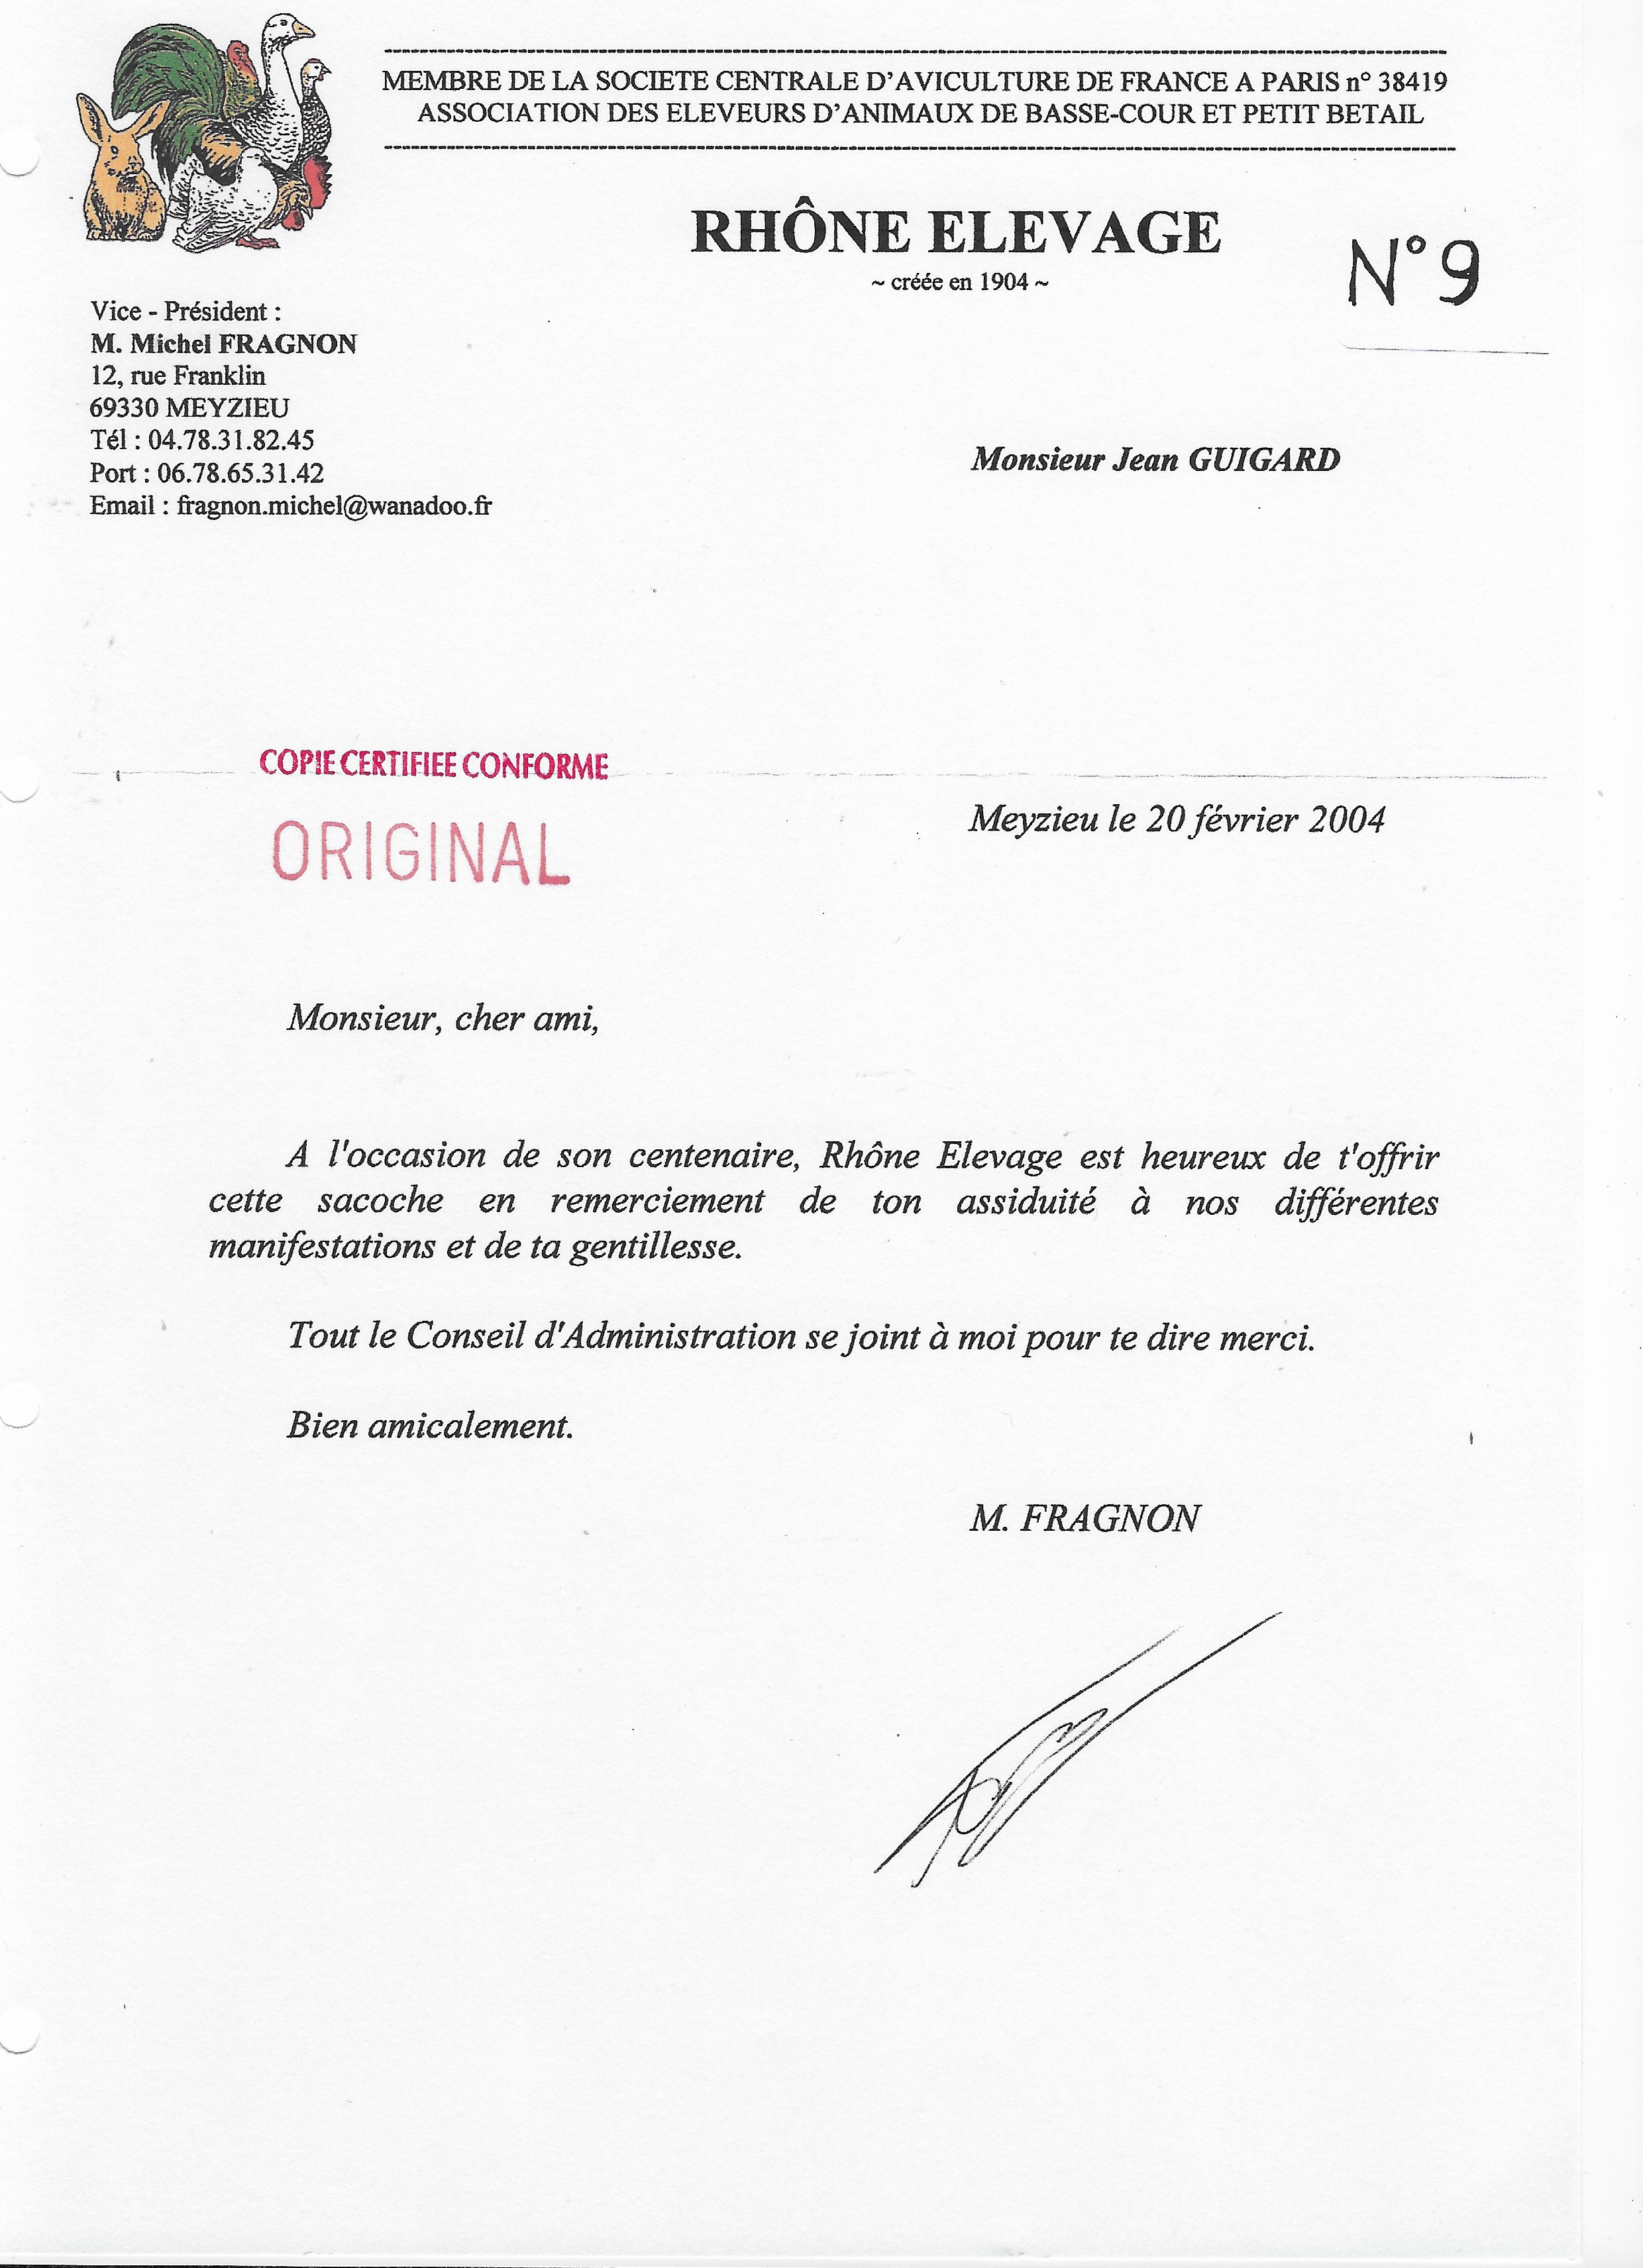 MEMBRE DE LA SOCIETE CENTRALE D'AVICULTURE DE FRANCE A PARIS n° 38419
ASSOCIATION DES ELEVEURS D'ANIMAUX DE BASSE-COUR ET PETIT BETAIL
RHÔNE ELEVAGE
~ créée en 1904 ~
N° 9
Vice - Président :
M. Michel FRAGNON
12, rue Franklin
69330 MEYZIEU
Tél : 04.78.31.82.45
Port : 06.78.65.31.42
Email : fragnon.michel@wanadoo.fr
Monsieur Jean GUIGARD
COPIE CERTIFIEE CONFORME
ORIGINAL
Meyzieu le 20 février 2004
Monsieur, cher ami,
A l'occasion de son centenaire, Rhône Elevage est heureux de t'offrir
cette sacoche en remerciement de ton assiduité à nos différentes
manifestations et de ta gentillesse.
Tout le Conseil d'Administration se joint à moi pour te dire merci.
Bien amicalement.
M. FRAGNON